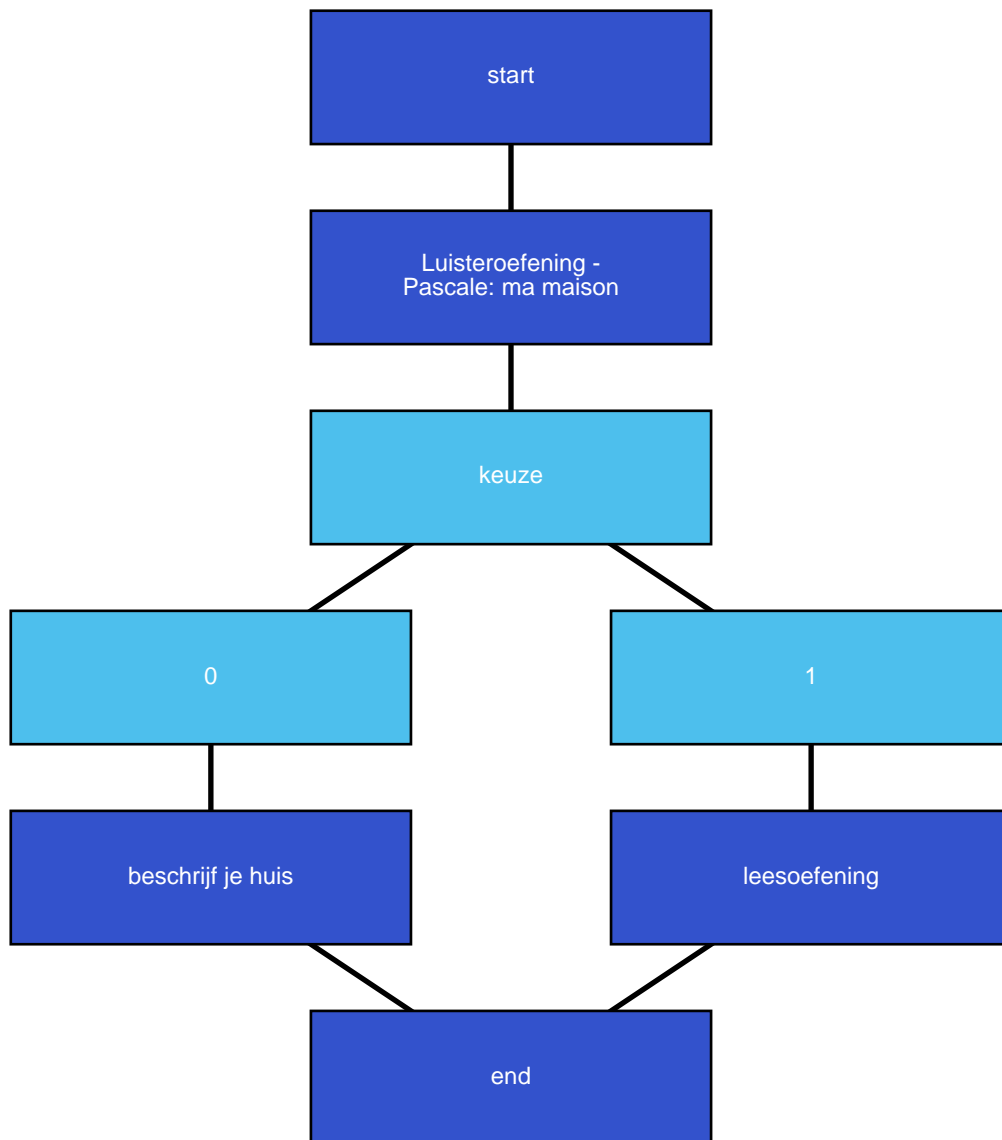 start
Luisteroefening -
Pascale: ma maison
keuze
0
1
beschrijf je huis
leesoefening
end